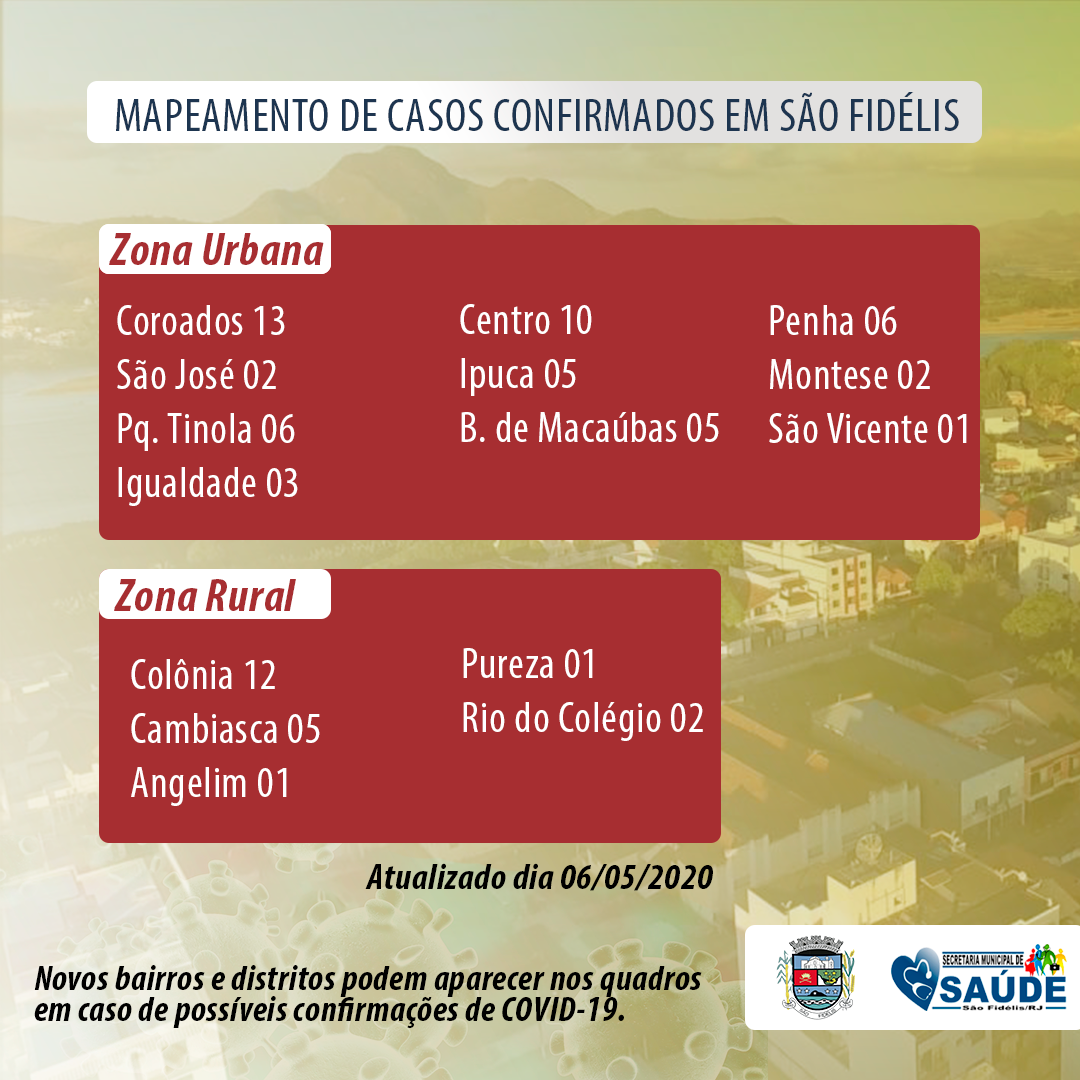 MAPEAMENTO DE CASOS CONFIRMADOS EM SÃO FIDÉLIS
Zona Urbana
Coroados 13
São José 02
Pq. Tinola 06
Igualdade 03
Centro 10
Ipuca 05
B. de Macaúbas 05
Penha 06
Montese 02
São Vicente 01
Zona Rural
Colônia 12
Cambiasca 05
Angelim 01
Pureza 01
Rio do Colégio 02
Atualizado dia 06/05/2020
Novos bairros e distritos podem aparecer nos quadros
em caso de possíveis confirmações de COVID-19.
SÃO FIDÉLIS
SECRETARIA MUNICIPAL DE
SAÚDE
São Fidélis/RJ